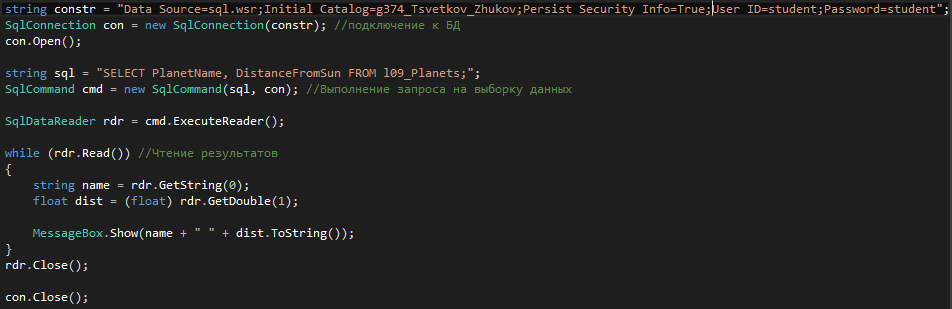 string constr = "Data Source=sql.wsr;Initial Catalog=g374_Tsvetkov_Zhukov;Persist Security Info=True;User ID=student;Password=student";
SqlConnection con = new SqlConnection(constr); //подключение к БД
con.Open();
string sql = "SELECT PlanetName, DistanceFromSun FROM l09_Planets;";
SqlCommand cmd = new SqlCommand(sql, con); //Выполнение запроса на выборку данных
SqlDataReader rdr = cmd.ExecuteReader();
while (rdr.Read()) //Чтение результатов
{
    string name = rdr.GetString(0);
    float dist = (float) rdr.GetDouble(1);
    MessageBox.Show(name + " " + dist.ToString());
}
rdr.Close();
con.Close();